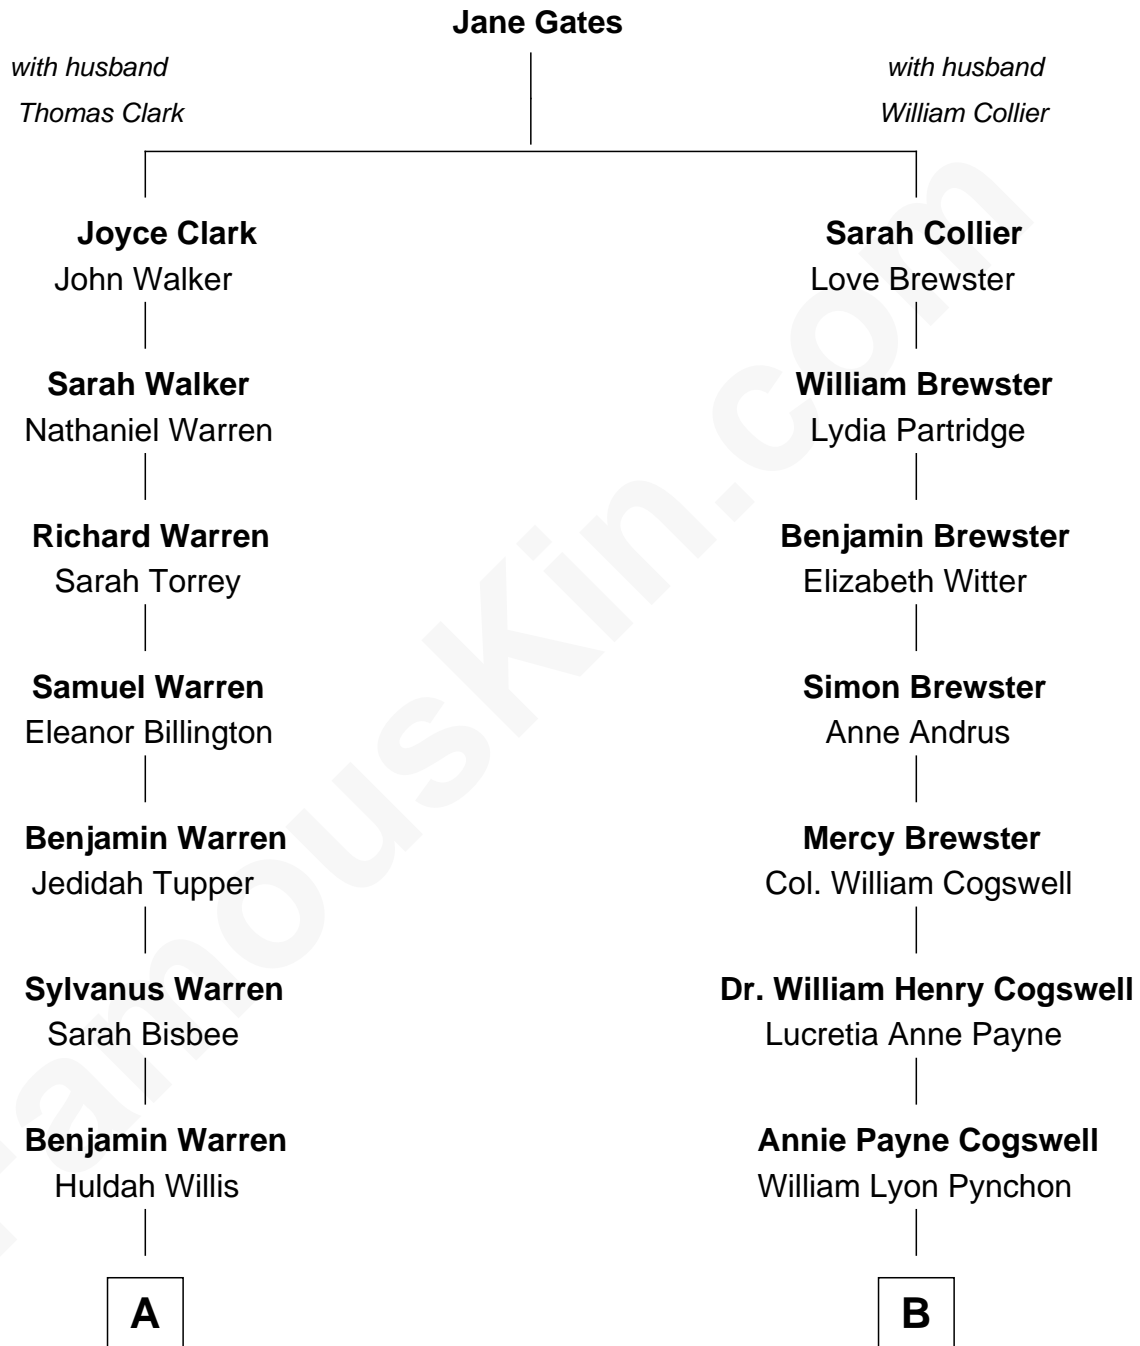 Jane Gates
with husband
Thomas Clark
with husband
William Collier
Joyce Clark
John Walker
Sarah Walker
Nathaniel Warren
Richard Warren
Sarah Torrey
Samuel Warren
Eleanor Billington
Benjamin Warren
Jedidah Tupper
Sylvanus Warren
Sarah Bisbee
Benjamin Warren
Huldah Willis
A
Sarah Collier
Love Brewster
William Brewster
Lydia Partridge
Benjamin Brewster
Elizabeth Witter
Simon Brewster
Anne Andrus
Mercy Brewster
Col. William Cogswell
Dr. William Henry Cogswell
Lucretia Anne Payne
Annie Payne Cogswell
William Lyon Pynchon
B
FamousKin.com